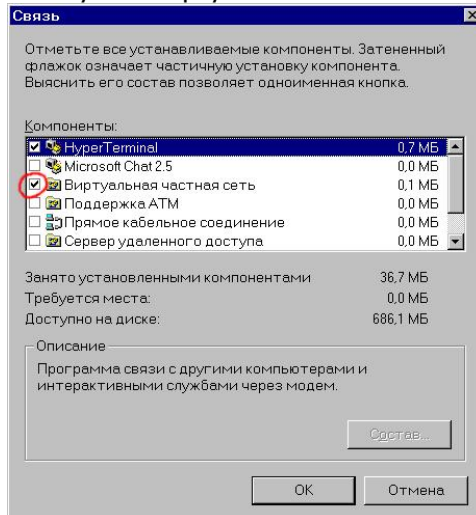 Связь
Отметьте все устанавливаемые компоненты. Затененный
флажок означает частичную установку компонента.
Выяснить его состав позволяет одноименная кнопка.
Компоненты:
HyperTerminal 0,7 МБ
Microsoft Chat 2.5 0,0 МБ
Виртуальная частная сеть 0,1 МБ
Поддержка ATM 0,0 МБ
Прямое кабельное соединение 0,0 МБ
Сервер удаленного доступа 0,0 МБ
Занято установленными компонентами 36,7 МБ
Требуется места: 0,0 МБ
Доступно на диске: 686,1 МБ
Описание
Программа связи с другими компьютерами и
интерактивными службами через модем.
Состав...
OK Отмена